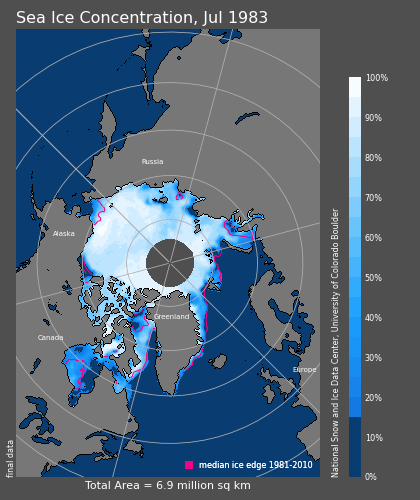 Sea Ice Concentration, Jul 1983
100%
90%
80%
70%
60%
50%
40%
30%
20%
10%
0%
Russia
Alaska
Greenland
Canada
Europe
median ice edge 1981-2010
final data
National Snow and Ice Data Center, University of Colorado Boulder
Total Area = 6.9 million sq km